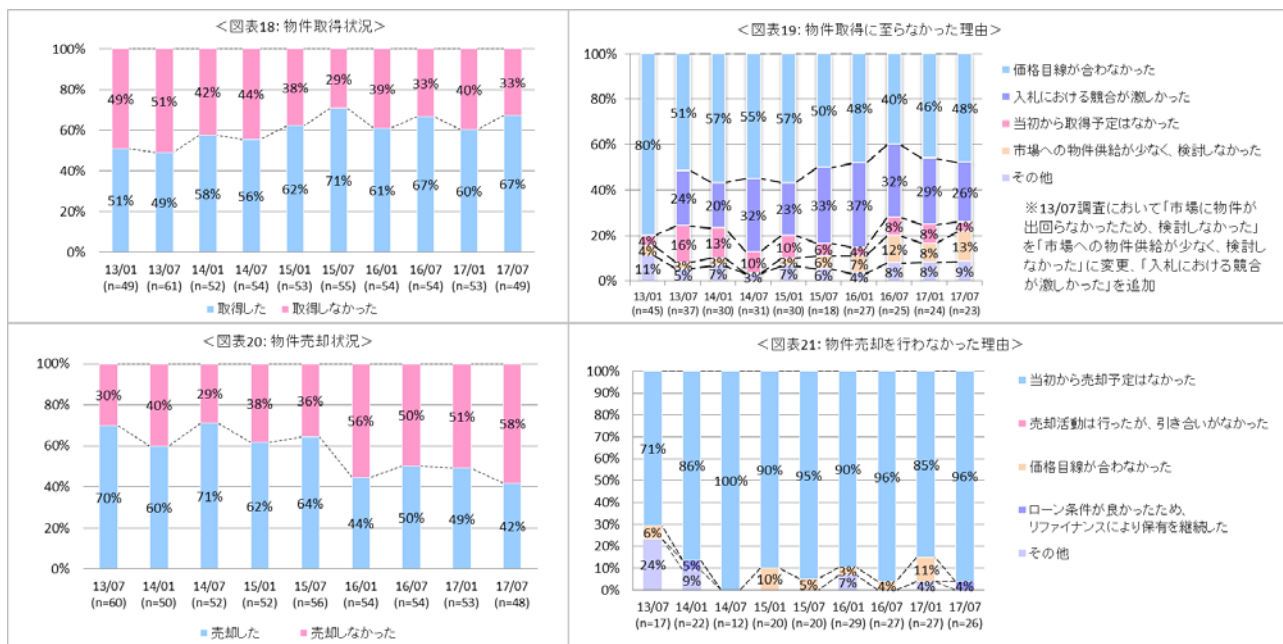 ＜図表18: 物件取得状況＞
100%
80%
60%
40%
20%
0%
49% 51% 42% 44% 38% 29% 39% 33% 40% 33%
51% 49% 58% 56% 62% 71% 61% 67% 60% 67%
13/01 13/07 14/01 14/07 15/01 15/07 16/01 16/07 17/01 17/07
(n=49) (n=61) (n=52) (n=54) (n=53) (n=55) (n=54) (n=54) (n=53) (n=49)
取得した 取得しなかった
＜図表19: 物件取得に至らなかった理由＞
100%
80%
60%
40%
20%
0%
80% 51% 57% 55% 57% 50% 48% 40% 46% 48%
24% 20% 32% 23% 33% 37% 32% 29% 26%
4% 16% 13% 10% 10% 6% 4% 8% 8% 4%
4% 3% 3% 3% 6% 7% 12% 8% 13%
11% 5% 7% 3% 7% 6% 4% 8% 8% 9%
13/01 13/07 14/01 14/07 15/01 15/07 16/01 16/07 17/01 17/07
(n=45) (n=37) (n=30) (n=31) (n=30) (n=18) (n=27) (n=25) (n=24) (n=23)
価格目線が合わなかった
入札における競合が激しかった
当初から取得予定はなかった
市場への物件供給が少なく、検討しなかった
その他
※13/07調査において「市場に物件が
出回らなかったため、検討しなかった」
を「市場への物件供給が少なく、検討し
なかった」に変更、「入札における競合
が激しかった」を追加
＜図表20: 物件売却状況＞
100%
80%
60%
40%
20%
0%
30% 40% 29% 38% 36% 56% 50% 51% 58%
70% 60% 71% 62% 64% 44% 50% 49% 42%
13/07 14/01 14/07 15/01 15/07 16/01 16/07 17/01 17/07
(n=60) (n=50) (n=52) (n=52) (n=56) (n=54) (n=54) (n=53) (n=48)
売却した 売却しなかった
＜図表21: 物件売却を行わなかった理由＞
100%
90%
80%
70%
60%
50%
40%
30%
20%
10%
0%
71% 86% 100% 90% 95% 90% 96% 85% 96%
6% 5% 10% 5% 3% 4% 11% 4%
24% 9% 7% 4%
13/07 14/01 14/07 15/01 15/07 16/01 16/07 17/01 17/07
(n=17) (n=22) (n=12) (n=20) (n=20) (n=29) (n=27) (n=27) (n=26)
当初から売却予定はなかった
売却活動は行ったが、引き合いがなかった
価格目線が合わなかった
ローン条件が良かったため、
リファイナンスにより保有を継続した
その他